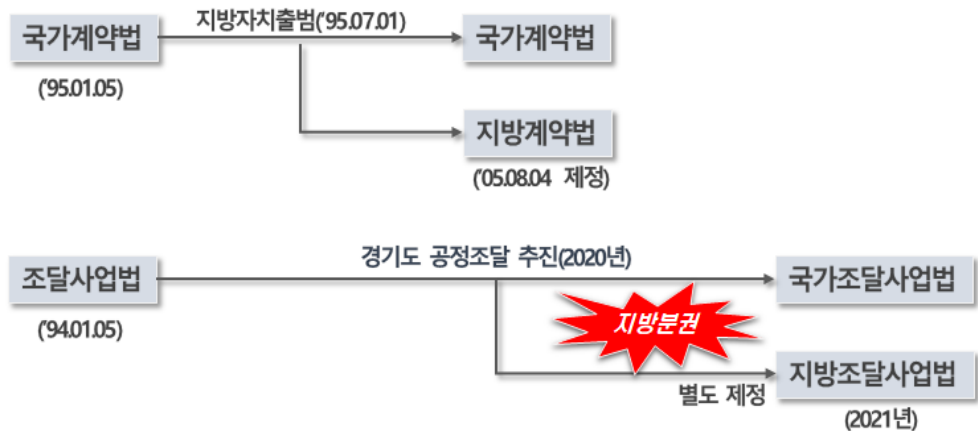 국가계약법
지방자치출범('95.07.01)
국가계약법
('95.01.05)
지방계약법
('05.08.04 제정)
경기도 공정조달 추진(2020년)
조달사업법
국가조달사업법
('94.01.05)
지방분권
지방조달사업법
별도 제정
(2021년)